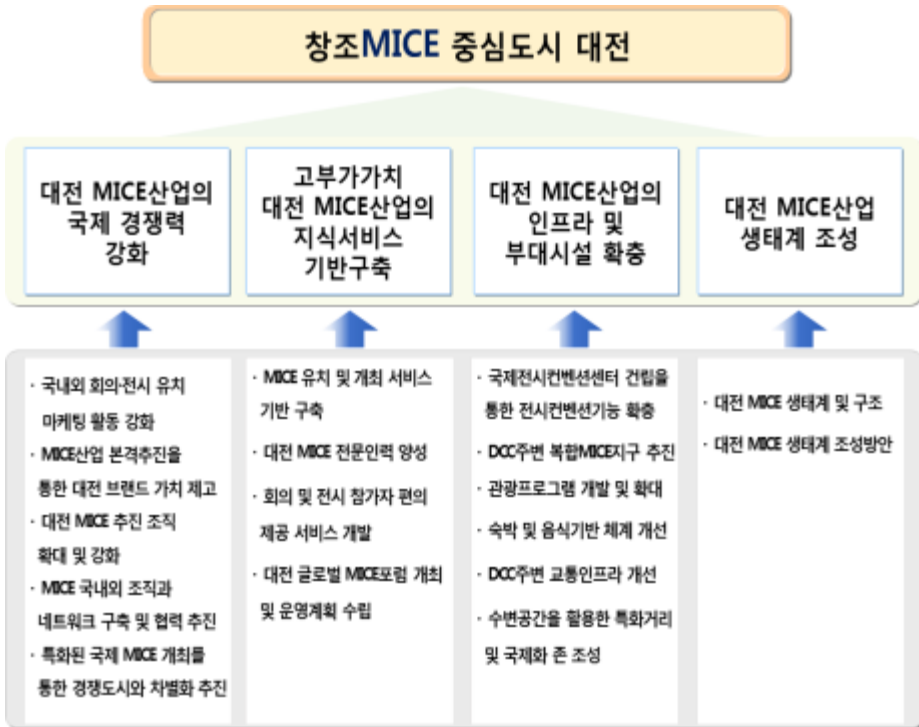 창조MICE 중심도시 대전
대전 MICE산업의
국제 경쟁력
강화
고부가가치
대전 MICE산업의
지식서비스
기반구축
대전 MICE산업의
인프라 및
부대시설 확충
대전 MICE산업
생태계 조성
· 국내외 회의·전시 유치
마케팅 활동 강화
· MICE산업 본격추진을
통한 대전 브랜드 가치 제고
· 대전 MICE 추진 조직
확대 및 강화
· MICE 국내외 조직과
네트워크 구축 및 협력 추진
· 특화된 국제 MICE 개최를
통한 경쟁도시와 차별화 추진
· MICE 유치 및 개최 서비스
기반 구축
· 대전 MICE 전문인력 양성
· 회의 및 전시 참가자 편의
제공 서비스 개발
· 대전 글로벌 MICE포럼 개최
및 운영계획 수립
· 국제전시컨벤션센터 건립을
통한 전시컨벤션기능 확충
· DCC주변 복합MICE지구 추진
· 관광프로그램 개발 및 확대
· 숙박 및 음식기반 체계 개선
· DCC주변 교통인프라 개선
· 수변공간을 활용한 특화거리
및 국제화 존 조성
· 대전 MICE 생태계 및 구조
· 대전 MICE 생태계 조성방안